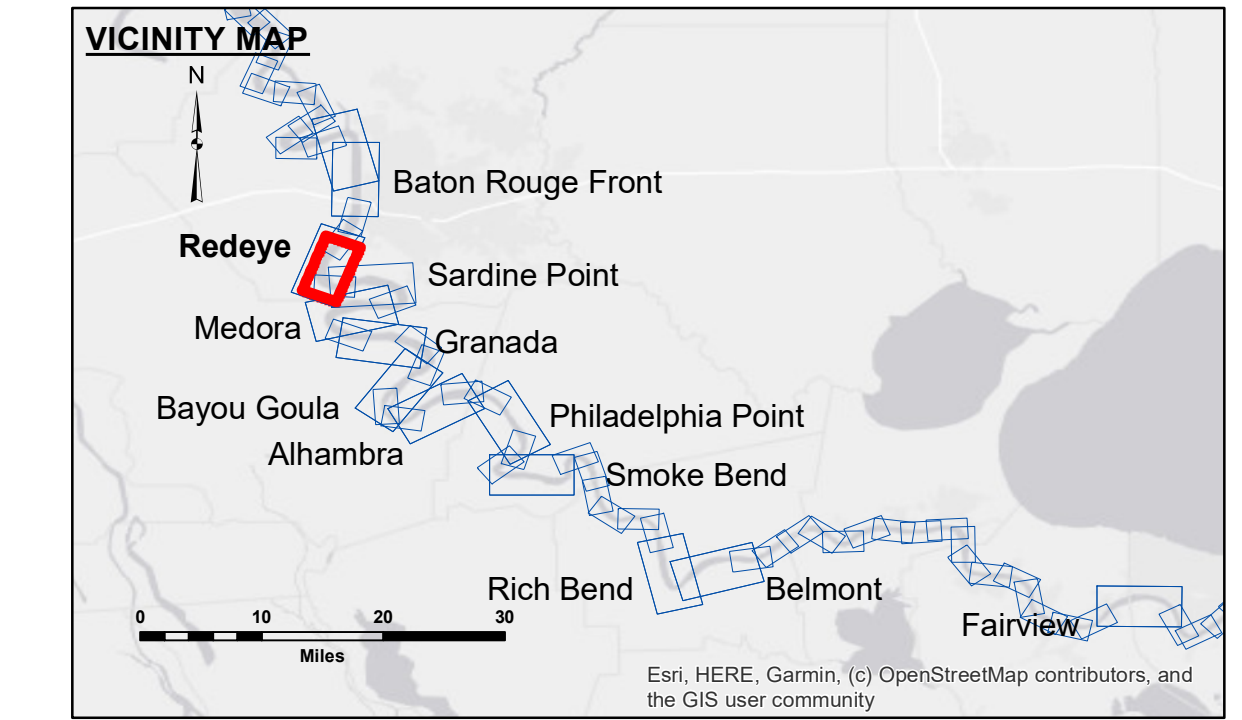 VICINITY MAP
N
Baton Rouge Front
Redeye
Sardine Point
Medora
Granada
Bayou Goula
Philadelphia Point
Alhambra
Smoke Bend
Rich Bend
Belmont
Fairview
0 10 20 30
Miles
Esri, HERE, Garmin, (c) OpenStreetMap contributors, and
the GIS user community